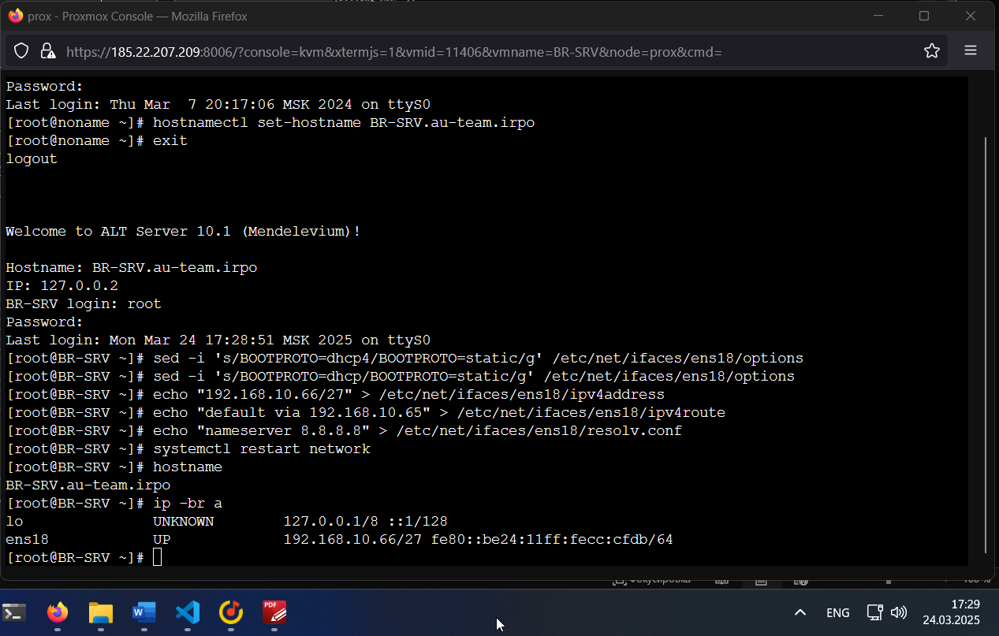 prox - Proxmox Console — Mozilla Firefox
https://185.22.207.209:8006/?console=kvm&xtermjs=1&vmid=11406&vmname=BR-SRV&node=prox&cmd=
Password:
Last login: Thu Mar  7 20:17:06 MSK 2024 on ttyS0
[root@noname ~]# hostnamectl set-hostname BR-SRV.au-team.irpo
[root@noname ~]# exit
logout
Welcome to ALT Server 10.1 (Mendelevium)!
Hostname: BR-SRV.au-team.irpo
IP: 127.0.0.2
BR-SRV login: root
Password:
Last login: Mon Mar 24 17:28:51 MSK 2025 on ttyS0
[root@BR-SRV ~]# sed -i 's/BOOTPROTO=dhcp4/BOOTPROTO=static/g' /etc/net/ifaces/ens18/options
[root@BR-SRV ~]# sed -i 's/BOOTPROTO=dhcp/BOOTPROTO=static/g' /etc/net/ifaces/ens18/options
[root@BR-SRV ~]# echo "192.168.10.66/27" > /etc/net/ifaces/ens18/ipv4address
[root@BR-SRV ~]# echo "default via 192.168.10.65" > /etc/net/ifaces/ens18/ipv4route
[root@BR-SRV ~]# echo "nameserver 8.8.8.8" > /etc/net/ifaces/ens18/resolv.conf
[root@BR-SRV ~]# systemctl restart network
[root@BR-SRV ~]# hostname
BR-SRV.au-team.irpo
[root@BR-SRV ~]# ip -br a
lo               UNKNOWN        127.0.0.1/8 ::1/128
ens18            UP             192.168.10.66/27 fe80::be24:11ff:fecc:cfdb/64
[root@BR-SRV ~]#
Фокусировка
PDF
ENG
17:29
24.03.2025